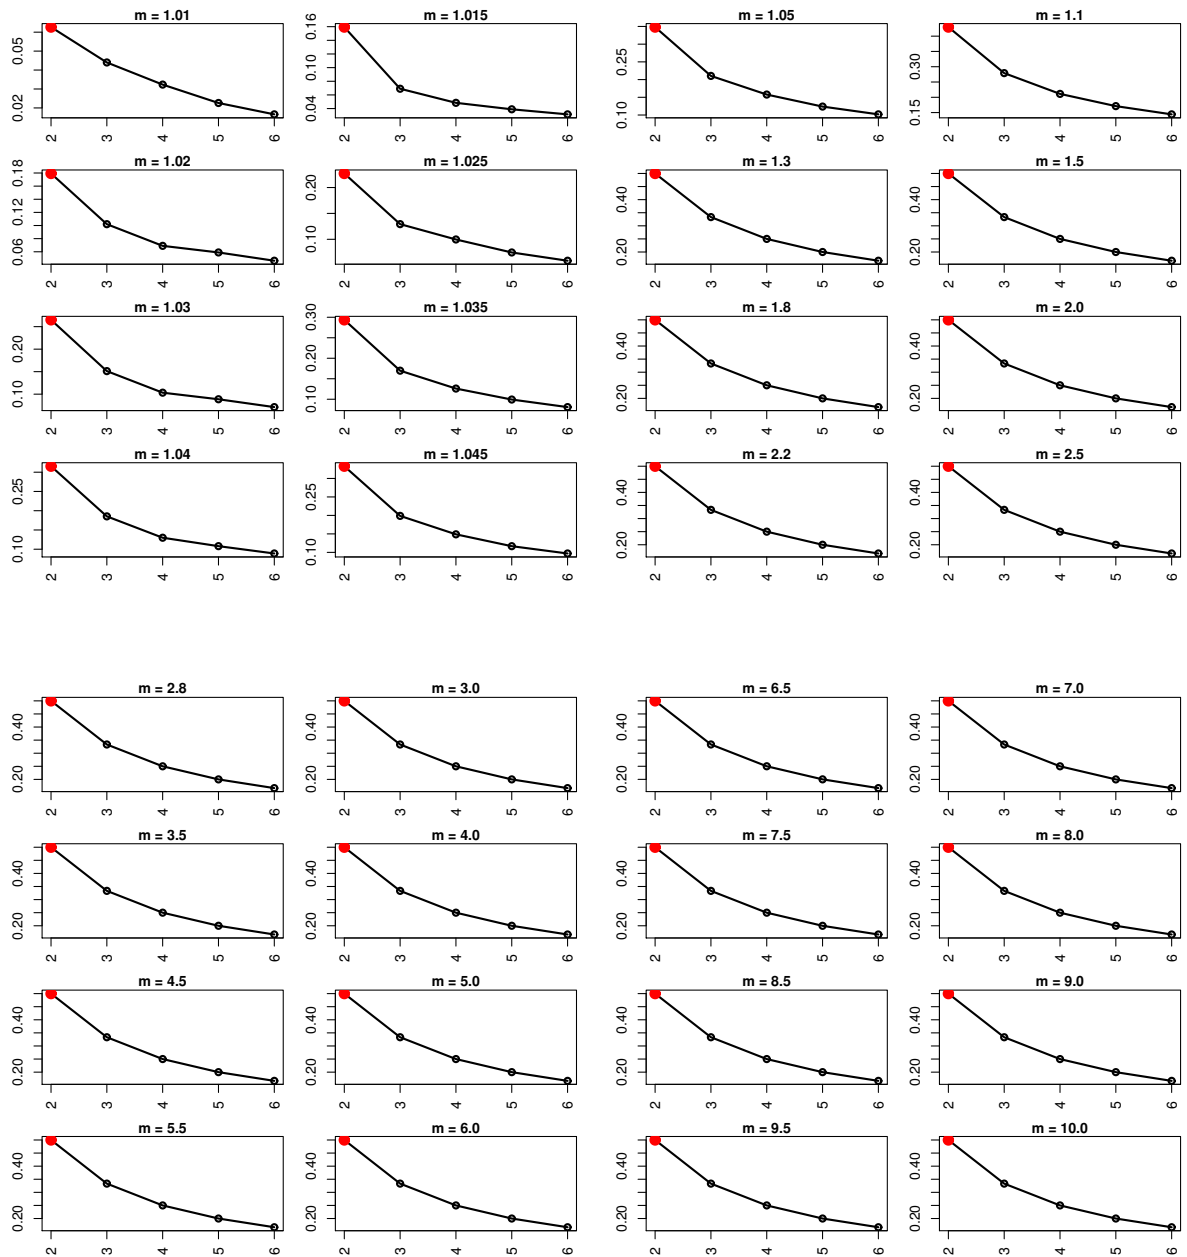 m = 1.01
0.02 0.05
2 3 4 5 6
m = 1.015
0.04 0.10 0.16
2 3 4 5 6
m = 1.05
0.10 0.25
2 3 4 5 6
m = 1.1
0.15 0.30
2 3 4 5 6
m = 1.02
0.06 0.12 0.18
2 3 4 5 6
m = 1.025
0.10 0.20
2 3 4 5 6
m = 1.3
0.20 0.40
2 3 4 5 6
m = 1.5
0.20 0.40
2 3 4 5 6
m = 1.03
0.10 0.20
2 3 4 5 6
m = 1.035
0.10 0.20 0.30
2 3 4 5 6
m = 1.8
0.20 0.40
2 3 4 5 6
m = 2.0
0.20 0.40
2 3 4 5 6
m = 1.04
0.10 0.25
2 3 4 5 6
m = 1.045
0.10 0.25
2 3 4 5 6
m = 2.2
0.20 0.40
2 3 4 5 6
m = 2.5
0.20 0.40
2 3 4 5 6
m = 2.8
0.20 0.40
2 3 4 5 6
m = 3.0
0.20 0.40
2 3 4 5 6
m = 6.5
0.20 0.40
2 3 4 5 6
m = 7.0
0.20 0.40
2 3 4 5 6
m = 3.5
0.20 0.40
2 3 4 5 6
m = 4.0
0.20 0.40
2 3 4 5 6
m = 7.5
0.20 0.40
2 3 4 5 6
m = 8.0
0.20 0.40
2 3 4 5 6
m = 4.5
0.20 0.40
2 3 4 5 6
m = 5.0
0.20 0.40
2 3 4 5 6
m = 8.5
0.20 0.40
2 3 4 5 6
m = 9.0
0.20 0.40
2 3 4 5 6
m = 5.5
0.20 0.40
2 3 4 5 6
m = 6.0
0.20 0.40
2 3 4 5 6
m = 9.5
0.20 0.40
2 3 4 5 6
m = 10.0
0.20 0.40
2 3 4 5 6